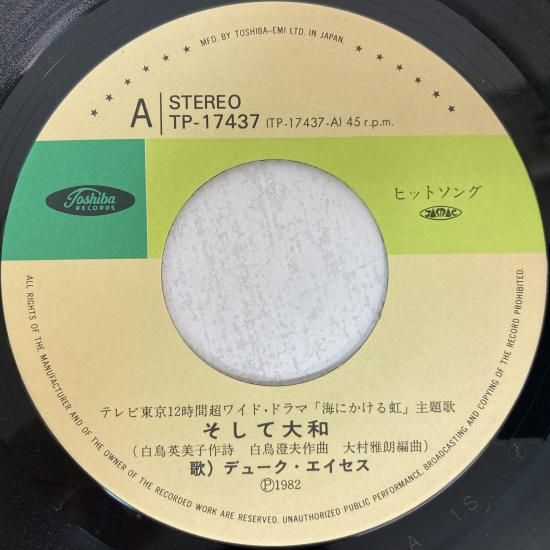 MFD. BY TOSHIBA-EMI LTD. IN JAPAN.
A
STEREO
TP-17437 (TP-17437-A) 45 r.p.m.
Toshiba
RECORDS
ヒットソング
JASRAC
テレビ東京12時間超ワイド・ドラマ「海にかける虹」主題歌
そして大和
(白鳥英美子作詩 白鳥澄夫作曲 大村雅朗編曲)
歌)デューク・エイセス
Ⓟ1982
ALL RIGHTS OF THE MANUFACTURER AND OF THE OWNER OF THE RECORDED WORK ARE RESERVED. UNAUTHORIZED PUBLIC PERFORMANCE, BROADCASTING AND COPYING OF THE RECORD PROHIBITED.